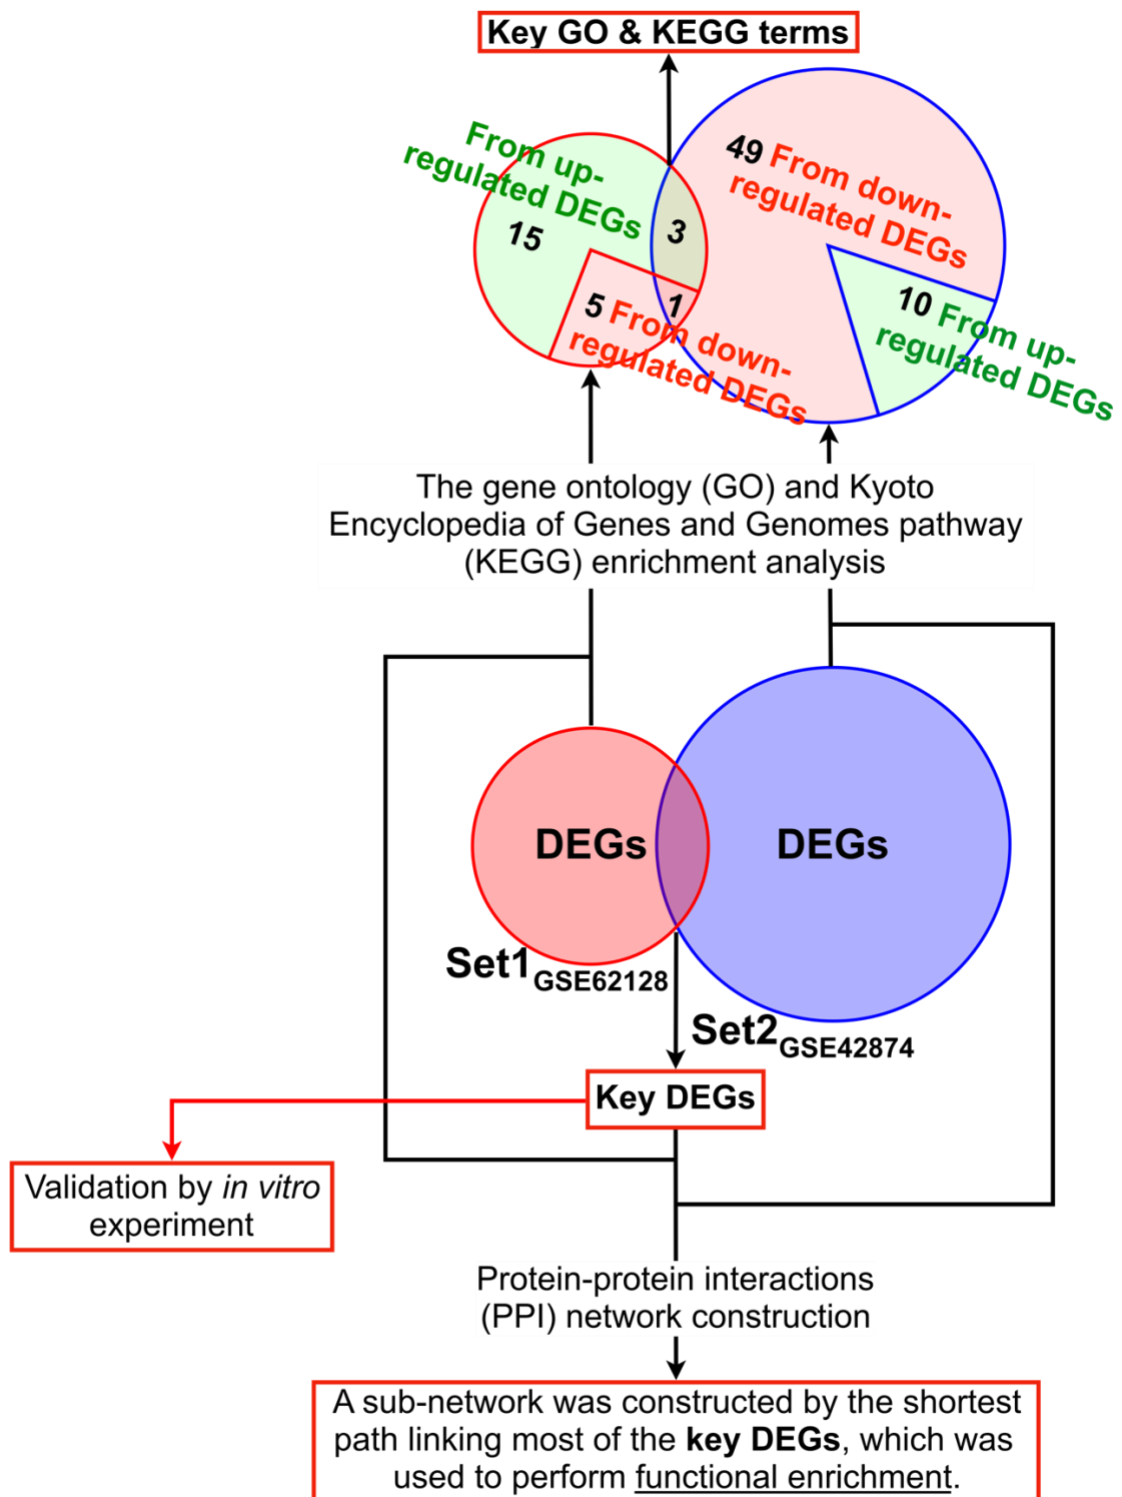 Key GO & KEGG terms
From up-
regulated DEGs
15
3
49 From down-
regulated DEGs
10 From up-
regulated DEGs
5 From down-
regulated DEGs
1
The gene ontology (GO) and Kyoto
Encyclopedia of Genes and Genomes pathway
(KEGG) enrichment analysis
DEGs
DEGs
Set1GSE62128
Set2GSE42874
Key DEGs
Validation by in vitro
experiment
Protein-protein interactions
(PPI) network construction
A sub-network was constructed by the shortest
path linking most of the key DEGs, which was
used to perform functional enrichment.